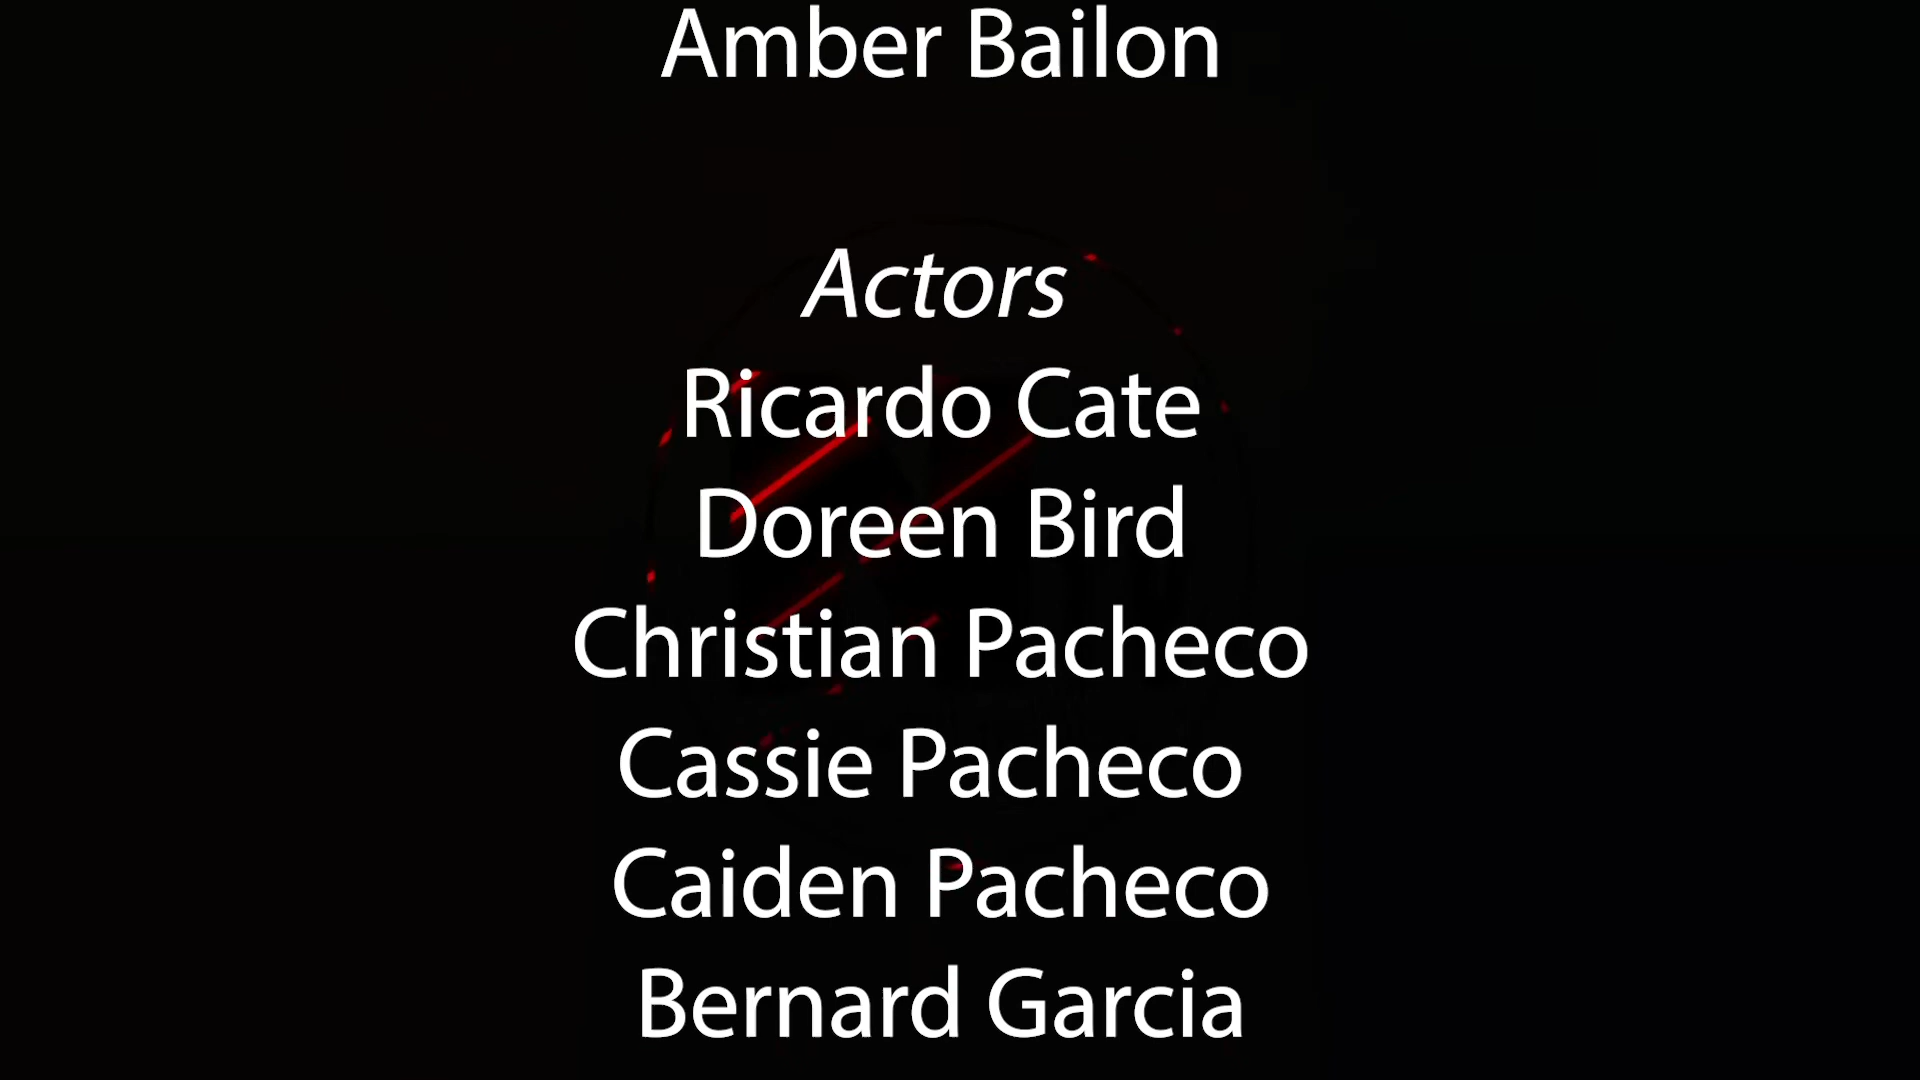 Amber Bailon
Actors
Ricardo Cate
Doreen Bird
Christian Pacheco
Cassie Pacheco
Caiden Pacheco
Bernard Garcia